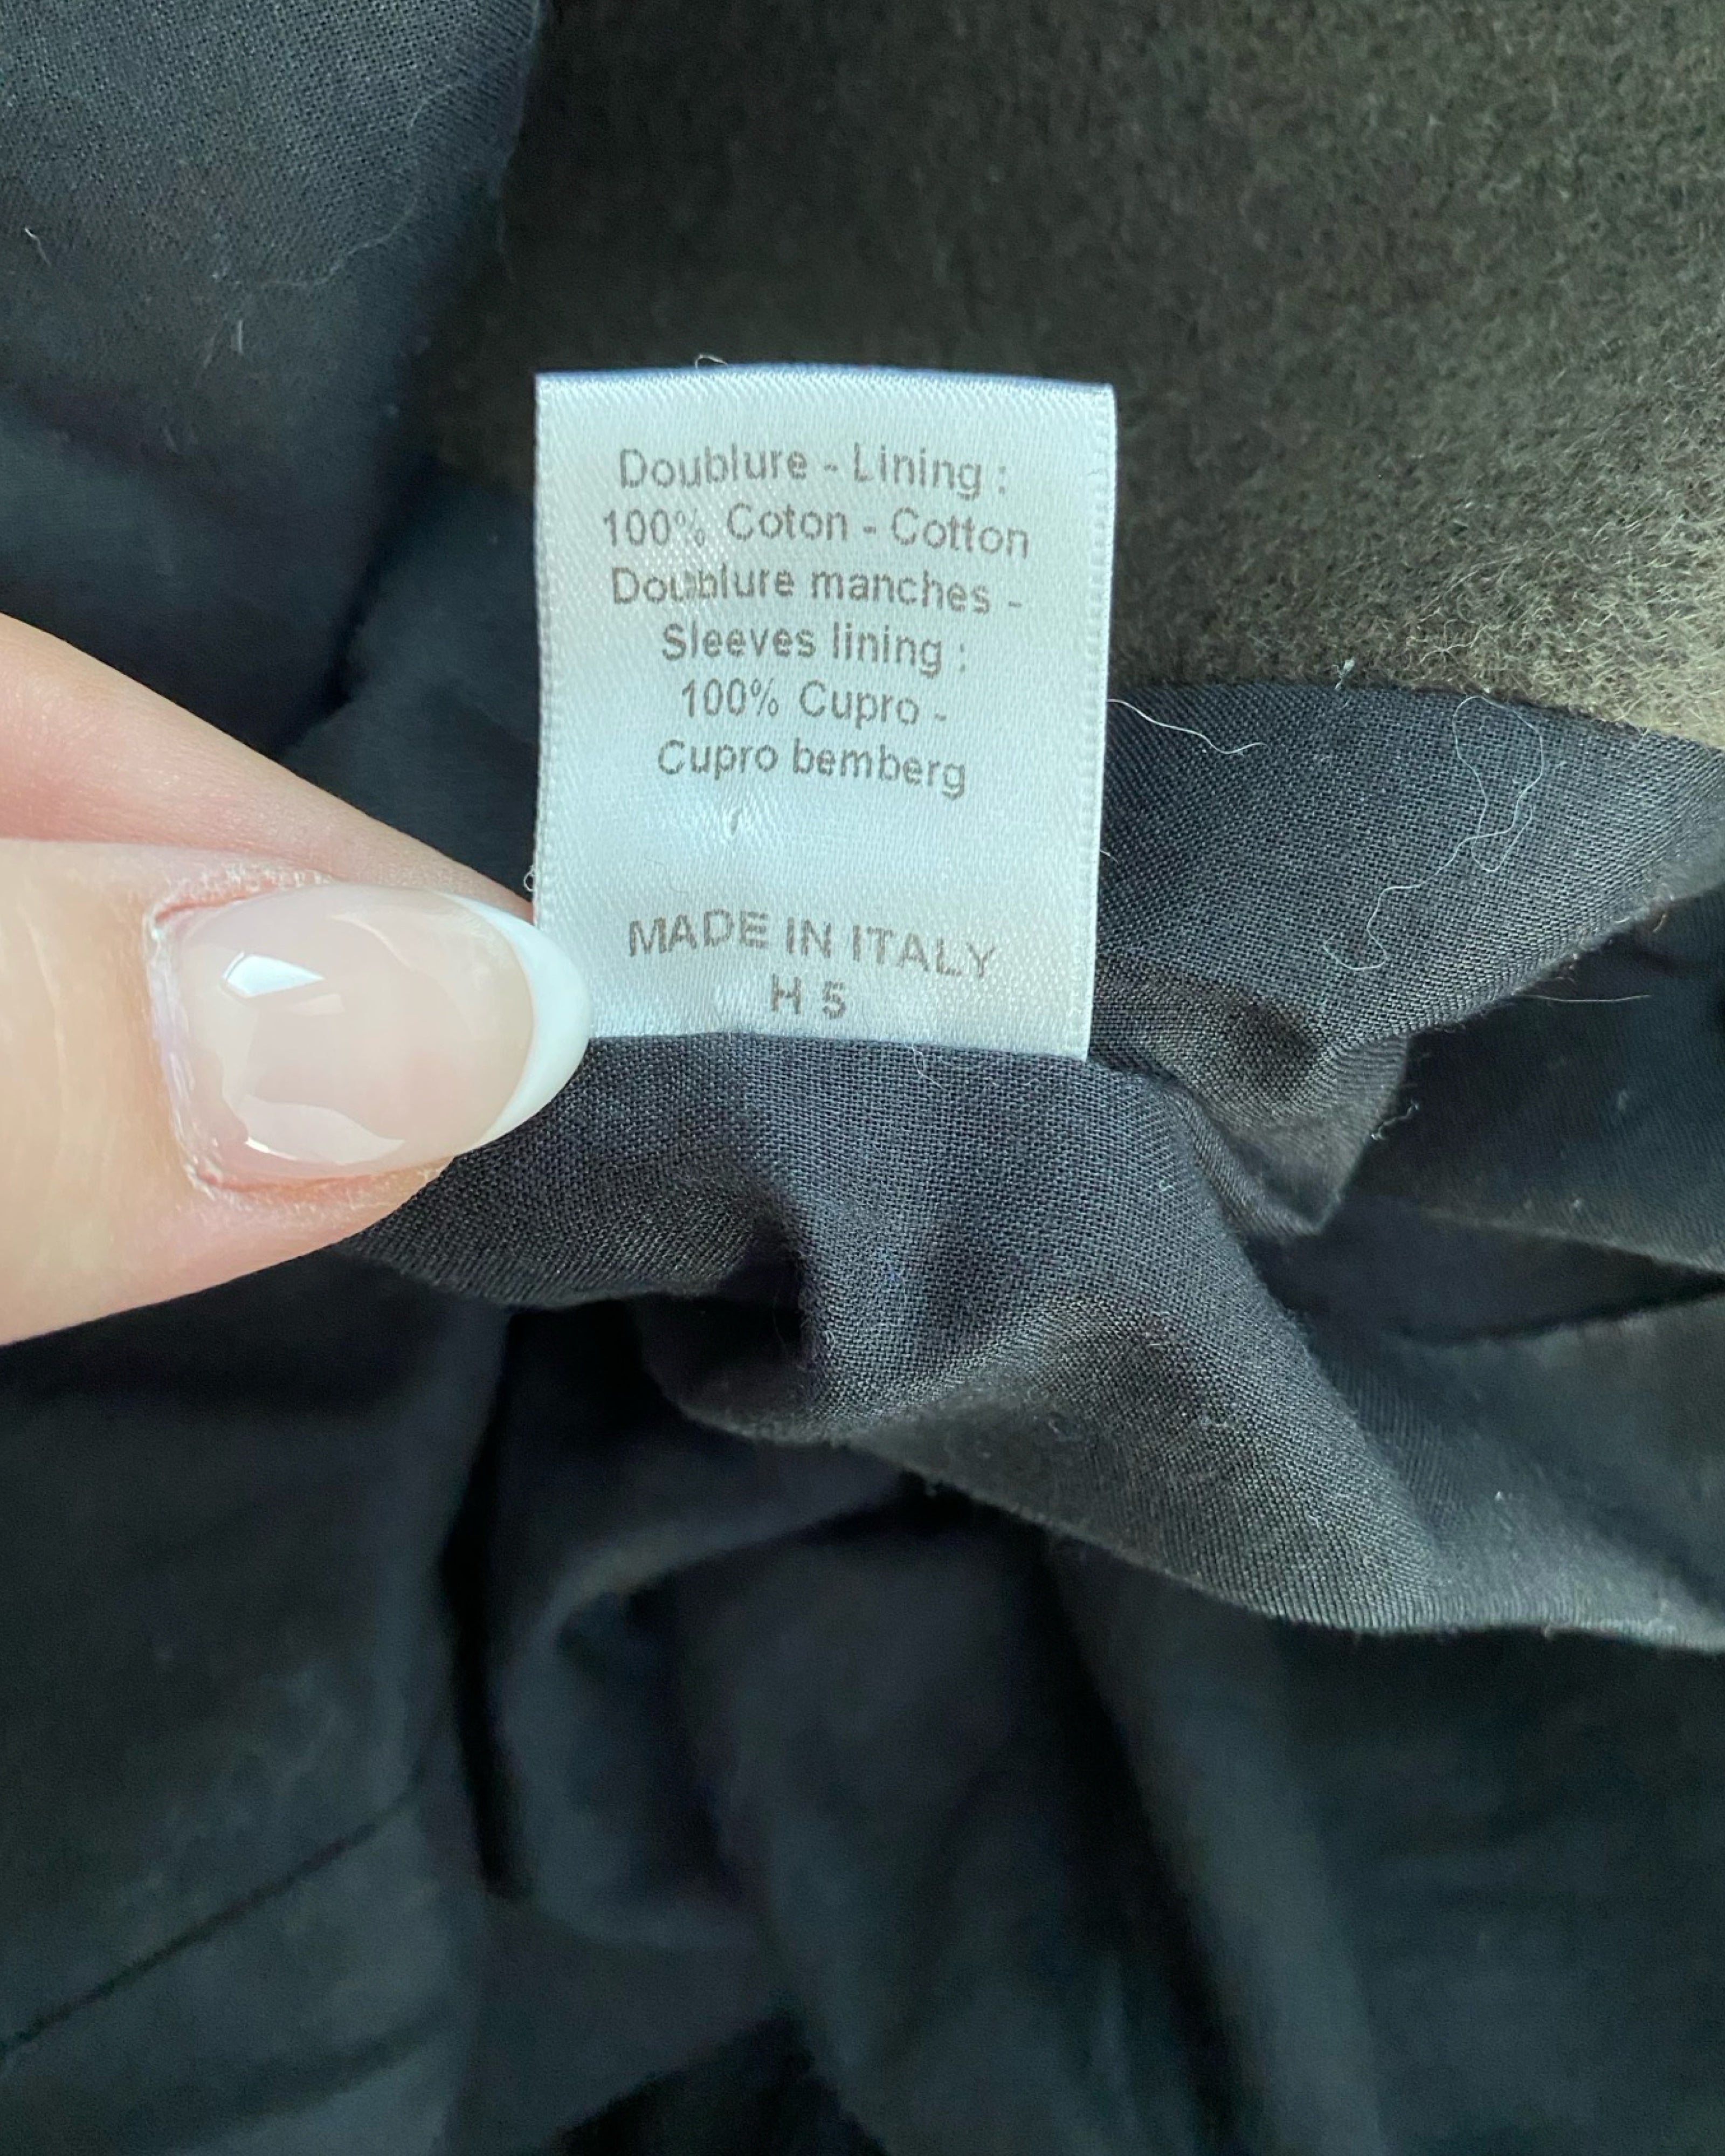 Doublure - Lining :
100% Coton - Cotton
Doublure manches -
Sleeves lining :
100% Cupro -
Cupro bemberg
MADE IN ITALY
H 5